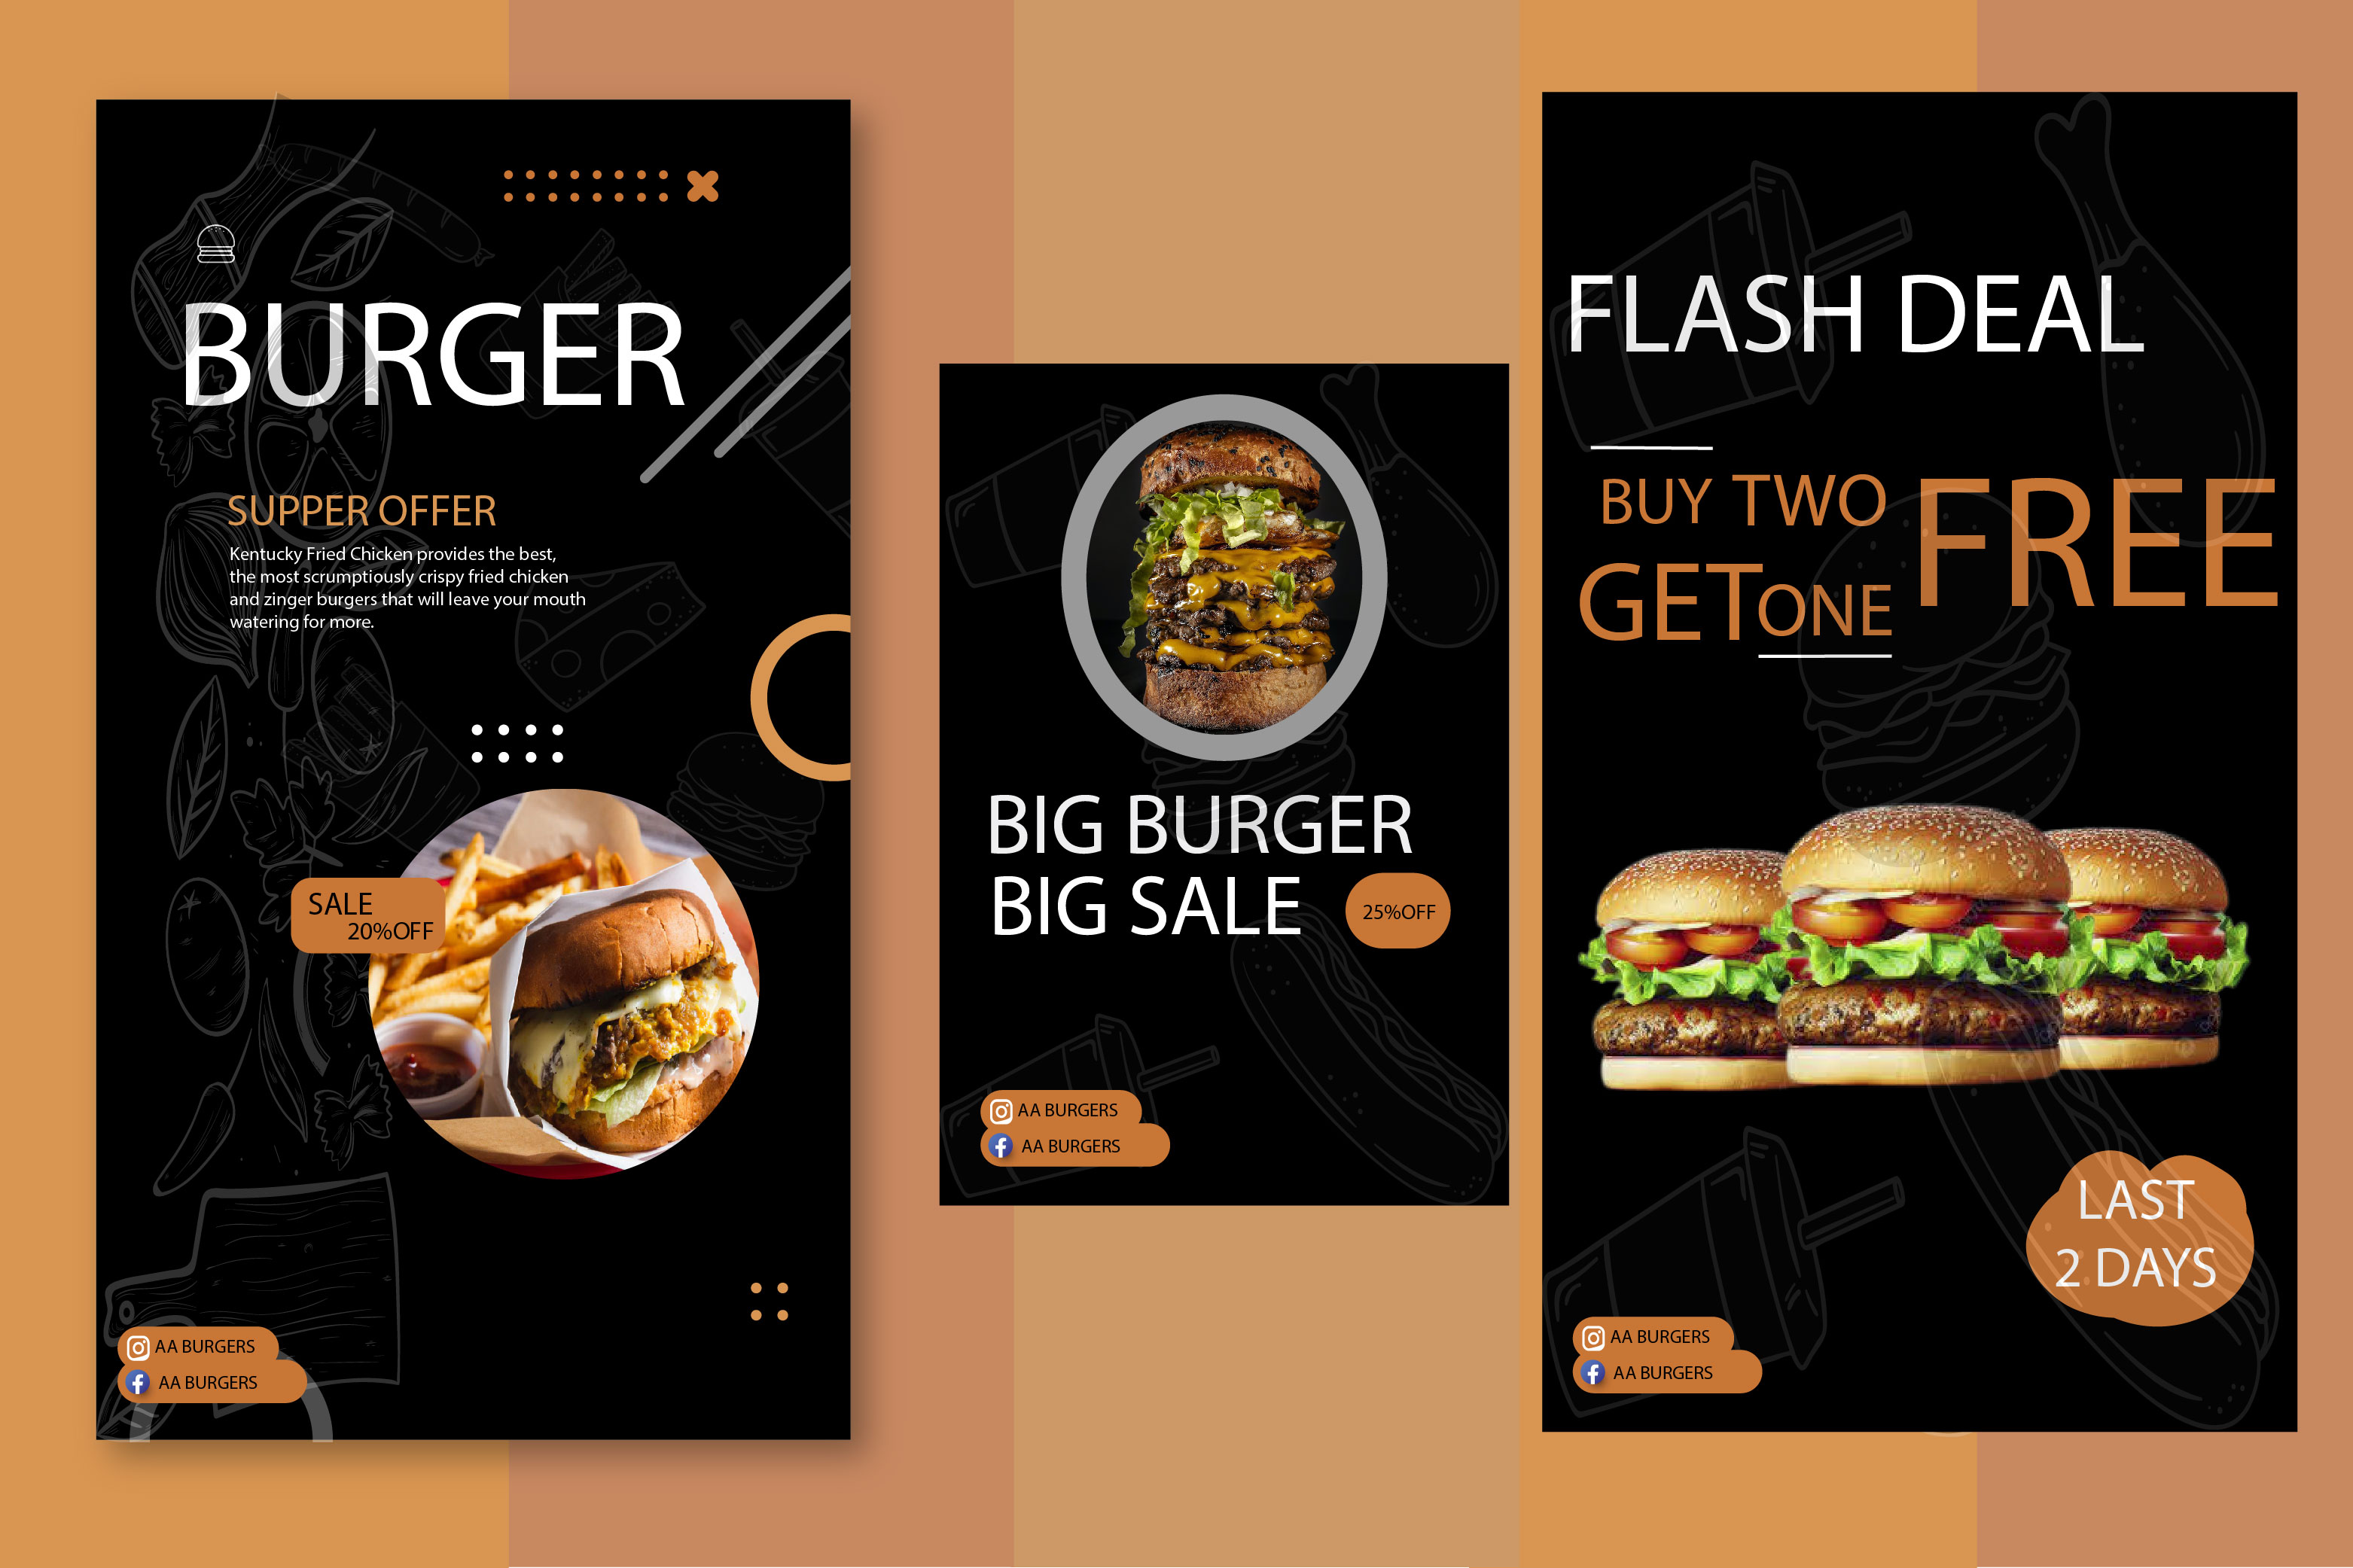 BURGER
SUPPER OFFER
Kentucky Fried Chicken provides the best,
the most scrumptiously crispy fried chicken
and zinger burgers that will leave your mouth
watering for more.
SALE
20%OFF
AA BURGERS
AA BURGERS
BIG BURGER
BIG SALE
25%OFF
AA BURGERS
AA BURGERS
FLASH DEAL
BUY TWO
GET ONE
FREE
LAST
2 DAYS
AA BURGERS
AA BURGERS